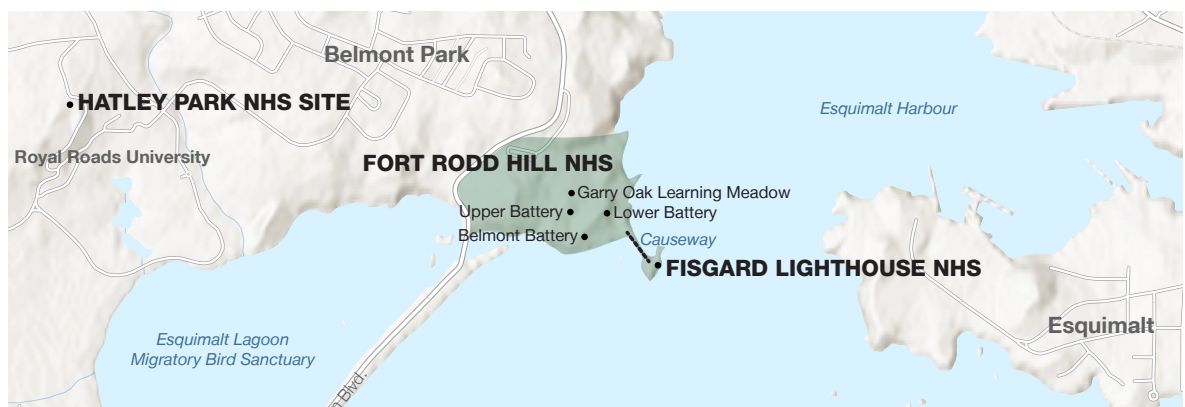 Belmont Park
HATLEY PARK NHS SITE
Esquimalt Harbour
Royal Roads University
FORT RODD HILL NHS
Garry Oak Learning Meadow
Upper Battery
Lower Battery
Belmont Battery
Causeway
FISGARD LIGHTHOUSE NHS
Esquimalt
Esquimalt Lagoon
Migratory Bird Sanctuary
Blvd.